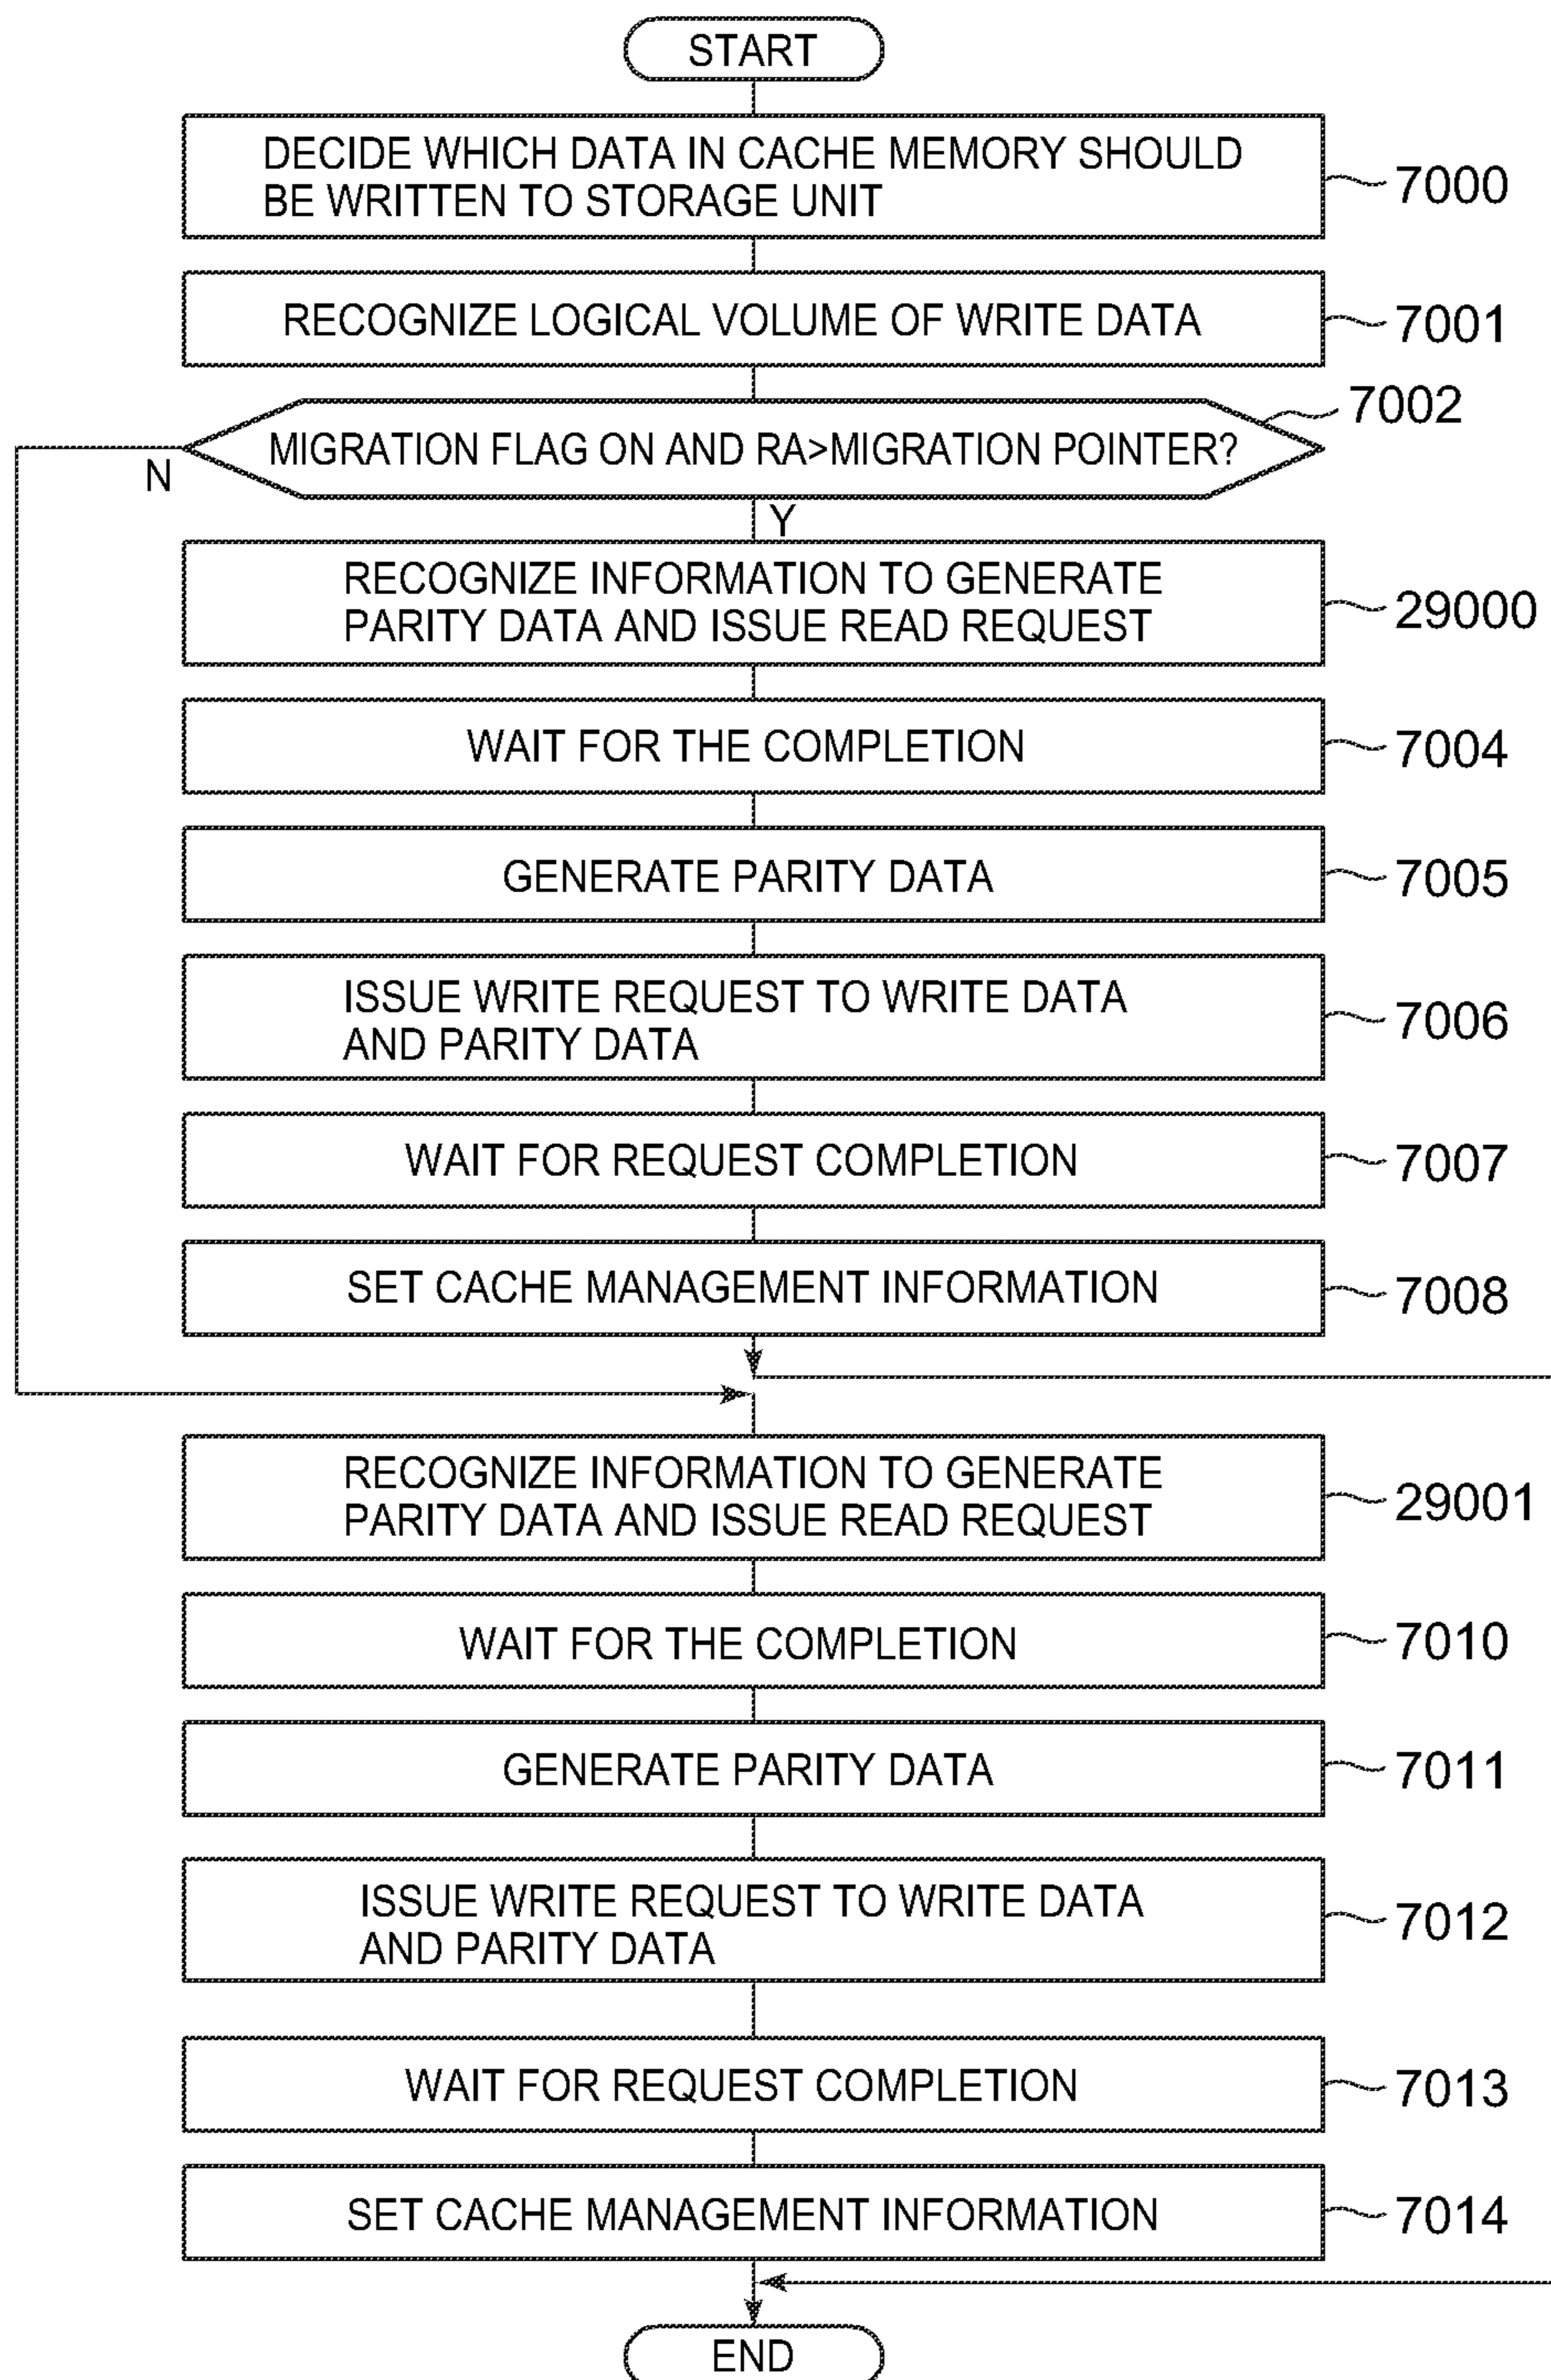 START
DECIDE WHICH DATA IN CACHE MEMORY SHOULD
BE WRITTEN TO STORAGE UNIT
7000
RECOGNIZE LOGICAL VOLUME OF WRITE DATA
7001
7002
MIGRATION FLAG ON AND RA>MIGRATION POINTER?
N
Y
RECOGNIZE INFORMATION TO GENERATE
PARITY DATA AND ISSUE READ REQUEST
29000
WAIT FOR THE COMPLETION
7004
GENERATE PARITY DATA
7005
ISSUE WRITE REQUEST TO WRITE DATA
AND PARITY DATA
7006
WAIT FOR REQUEST COMPLETION
7007
SET CACHE MANAGEMENT INFORMATION
7008
RECOGNIZE INFORMATION TO GENERATE
PARITY DATA AND ISSUE READ REQUEST
29001
WAIT FOR THE COMPLETION
7010
GENERATE PARITY DATA
7011
ISSUE WRITE REQUEST TO WRITE DATA
AND PARITY DATA
7012
WAIT FOR REQUEST COMPLETION
7013
SET CACHE MANAGEMENT INFORMATION
7014
END